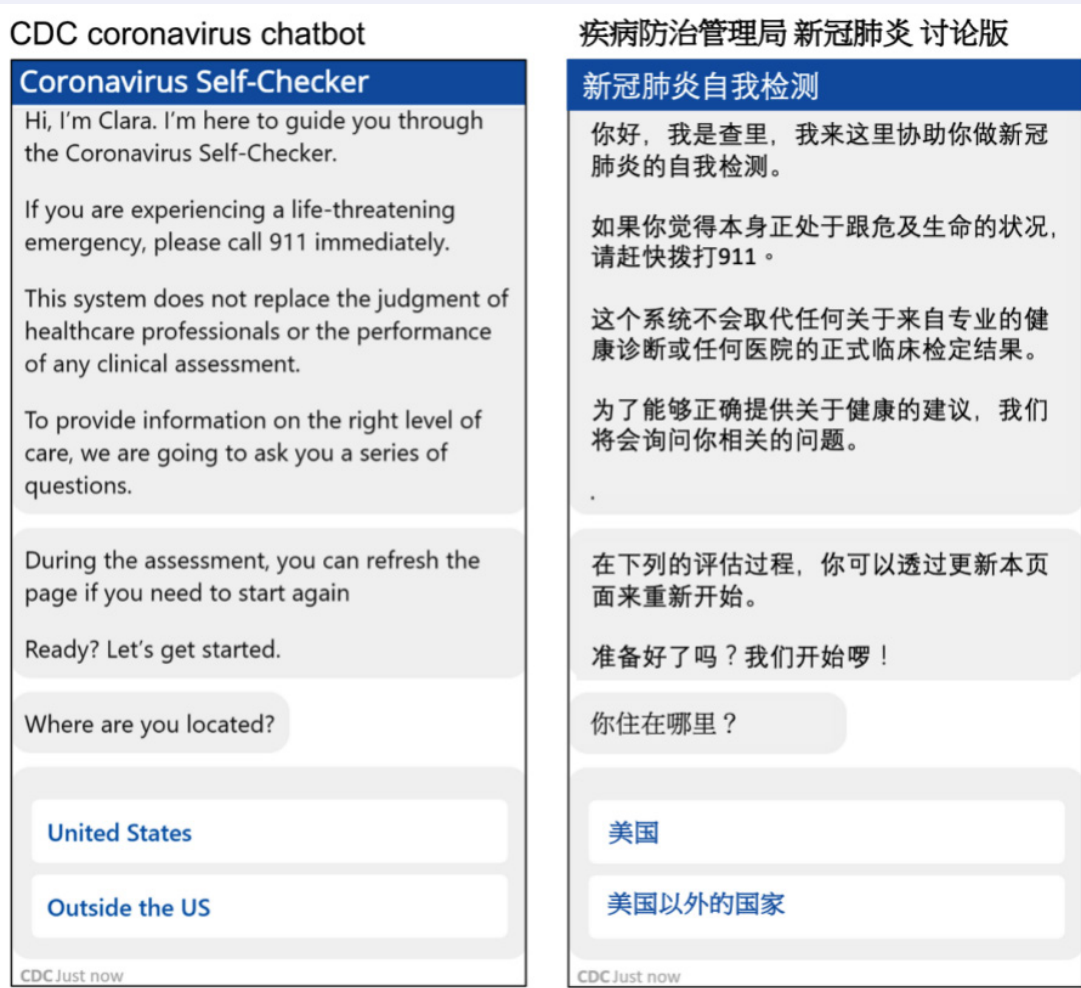 CDC coronavirus chatbot
Coronavirus Self-Checker
Hi, I'm Clara. I'm here to guide you through
the Coronavirus Self-Checker.
If you are experiencing a life-threatening
emergency, please call 911 immediately.
This system does not replace the judgment of
healthcare professionals or the performance
of any clinical assessment.
To provide information on the right level of
care, we are going to ask you a series of
questions.
During the assessment, you can refresh the
page if you need to start again
Ready? Let's get started.
Where are you located?
United States
Outside the US
CDC Just now
疾病防治管理局 新冠肺炎 讨论版
新冠肺炎自我检测
你好，我是查里，我来这里协助你做新冠
肺炎的自我检测。
如果你觉得本身正处于跟危及生命的状况，
请赶快拨打911。
这个系统不会取代任何关于来自专业的健
康诊断或任何医院的正式临床检定结果。
为了能够正确提供关于健康的建议，我们
将会询问你相关的问题。
.
在下列的评估过程，你可以透过更新本页
面来重新开始。
准备好了吗？我们开始啰！
你住在哪里？
美国
美国以外的国家
CDC Just now